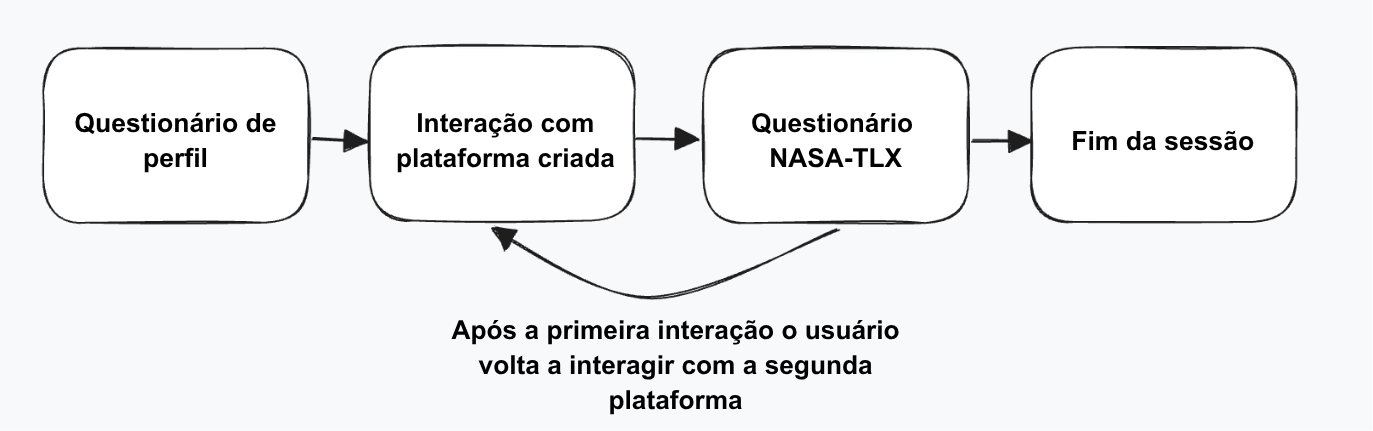 Questionário de
perfil
Interação com
plataforma criada
Questionário
NASA-TLX
Fim da sessão
Após a primeira interação o usuário
volta a interagir com a segunda
plataforma